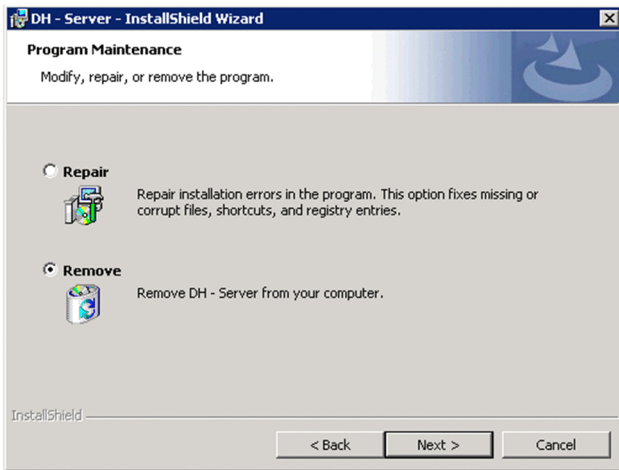 DH - Server - InstallShield Wizard
Program Maintenance
Modify, repair, or remove the program.
Repair
Repair installation errors in the program. This option fixes missing or
corrupt files, shortcuts, and registry entries.
Remove
Remove DH - Server from your computer.
InstallShield
< Back Next > Cancel